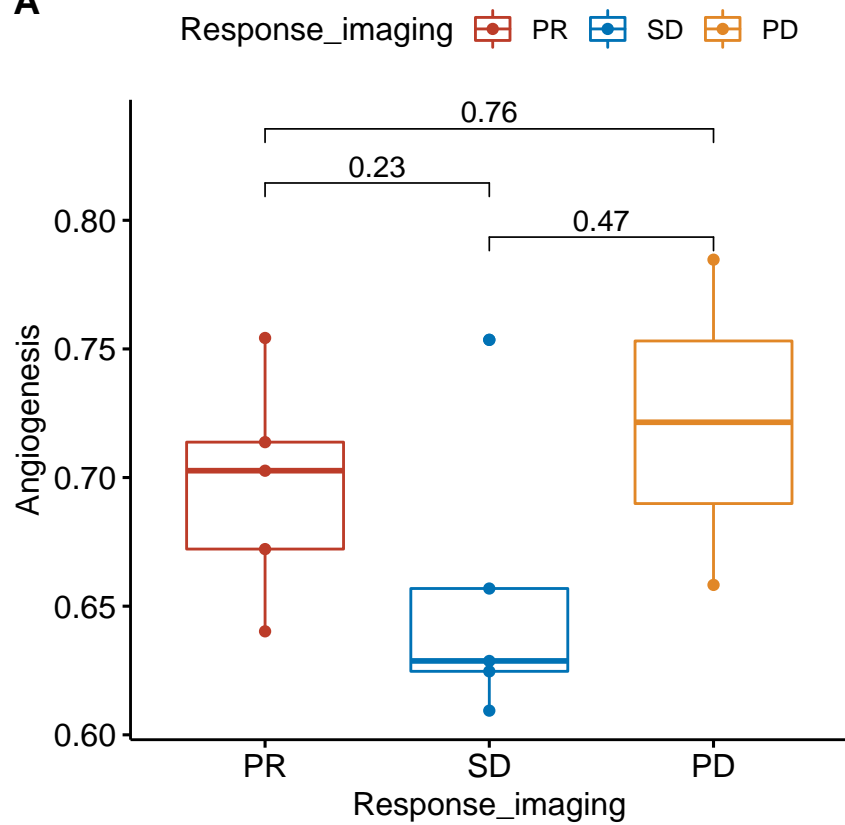 A
Response_imaging PR SD PD
0.76
0.23
0.47
0.80
0.75
0.70
0.65
0.60
Angiogenesis
PR SD PD
Response_imaging